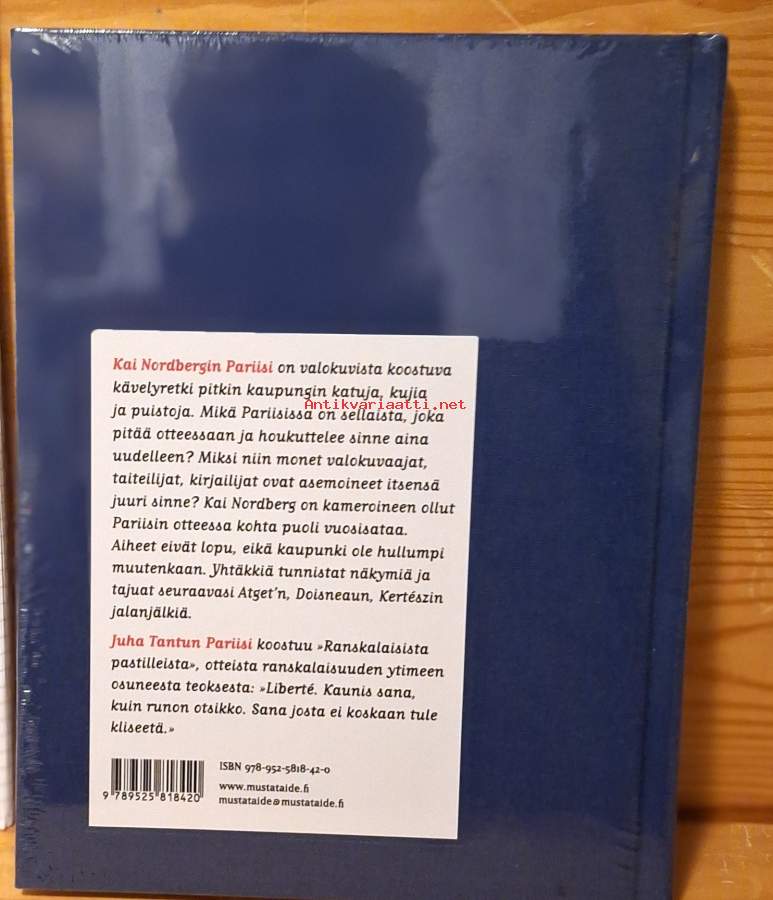 Kai Nordbergin Pariisi on valokuvista koostuva
kävelyretki pitkin kaupungin katuja, kujia
Antikvariaatti.net
ja puistoja. Mikä Pariisissa on sellaista, joka
pitää otteessaan ja houkuttelee sinne aina
uudelleen? Miksi niin monet valokuvaajat,
taiteilijat, kirjailijat ovat asemoineet itsensä
juuri sinne? Kai Nordberg on kameroineen ollut
Pariisin otteessa kohta puoli vuosisataa.
Aiheet eivät lopu, eikä kaupunki ole hullumpi
muutenkaan. Yhtäkkiä tunnistat näkymiä ja
tajuat seuraavasi Atget'n, Doisneaun, Kertészin
jalanjälkiä.
Juha Tantun Pariisi koostuu »Ranskalaisista
pastilleista», otteista ranskalaisuuden ytimeen
osuneesta teoksesta: »Liberté. Kaunis sana,
kuin runon otsikko. Sana josta ei koskaan tule
kliseetä.»
ISBN 978-952-5818-42-0
www.mustataide.fi
mustataide@mustataide.fi
9 789525 818420